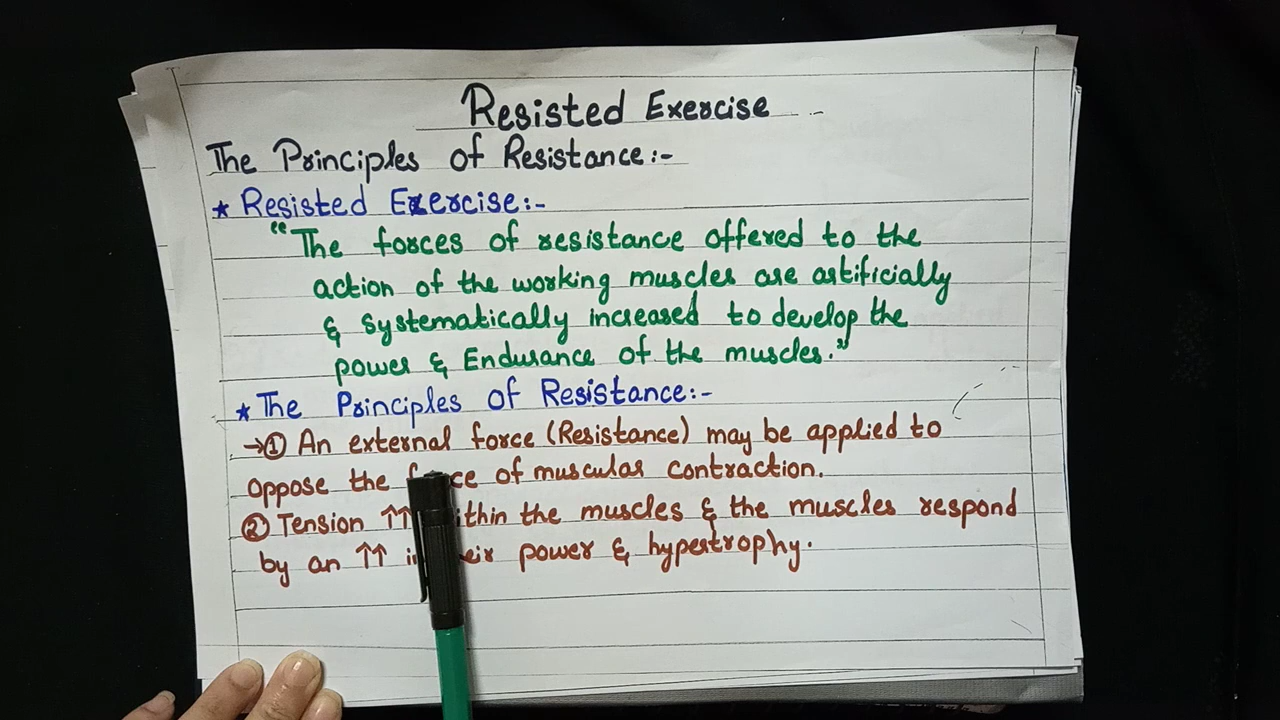 Resisted Exercise
The Principles of Resistance:-
* Resisted Exercise:-
"The forces of resistance offered to the
action of the working muscles are artificially
& Systematically increased to develop the
power & Endurance of the muscles."
* The Principles of Resistance:-
→① An external force (Resistance) may be applied to
oppose the of muscular contraction.
② Tension ↑↑ the muscles & the muscles respond
by an ↑↑ power & hypertrophy.